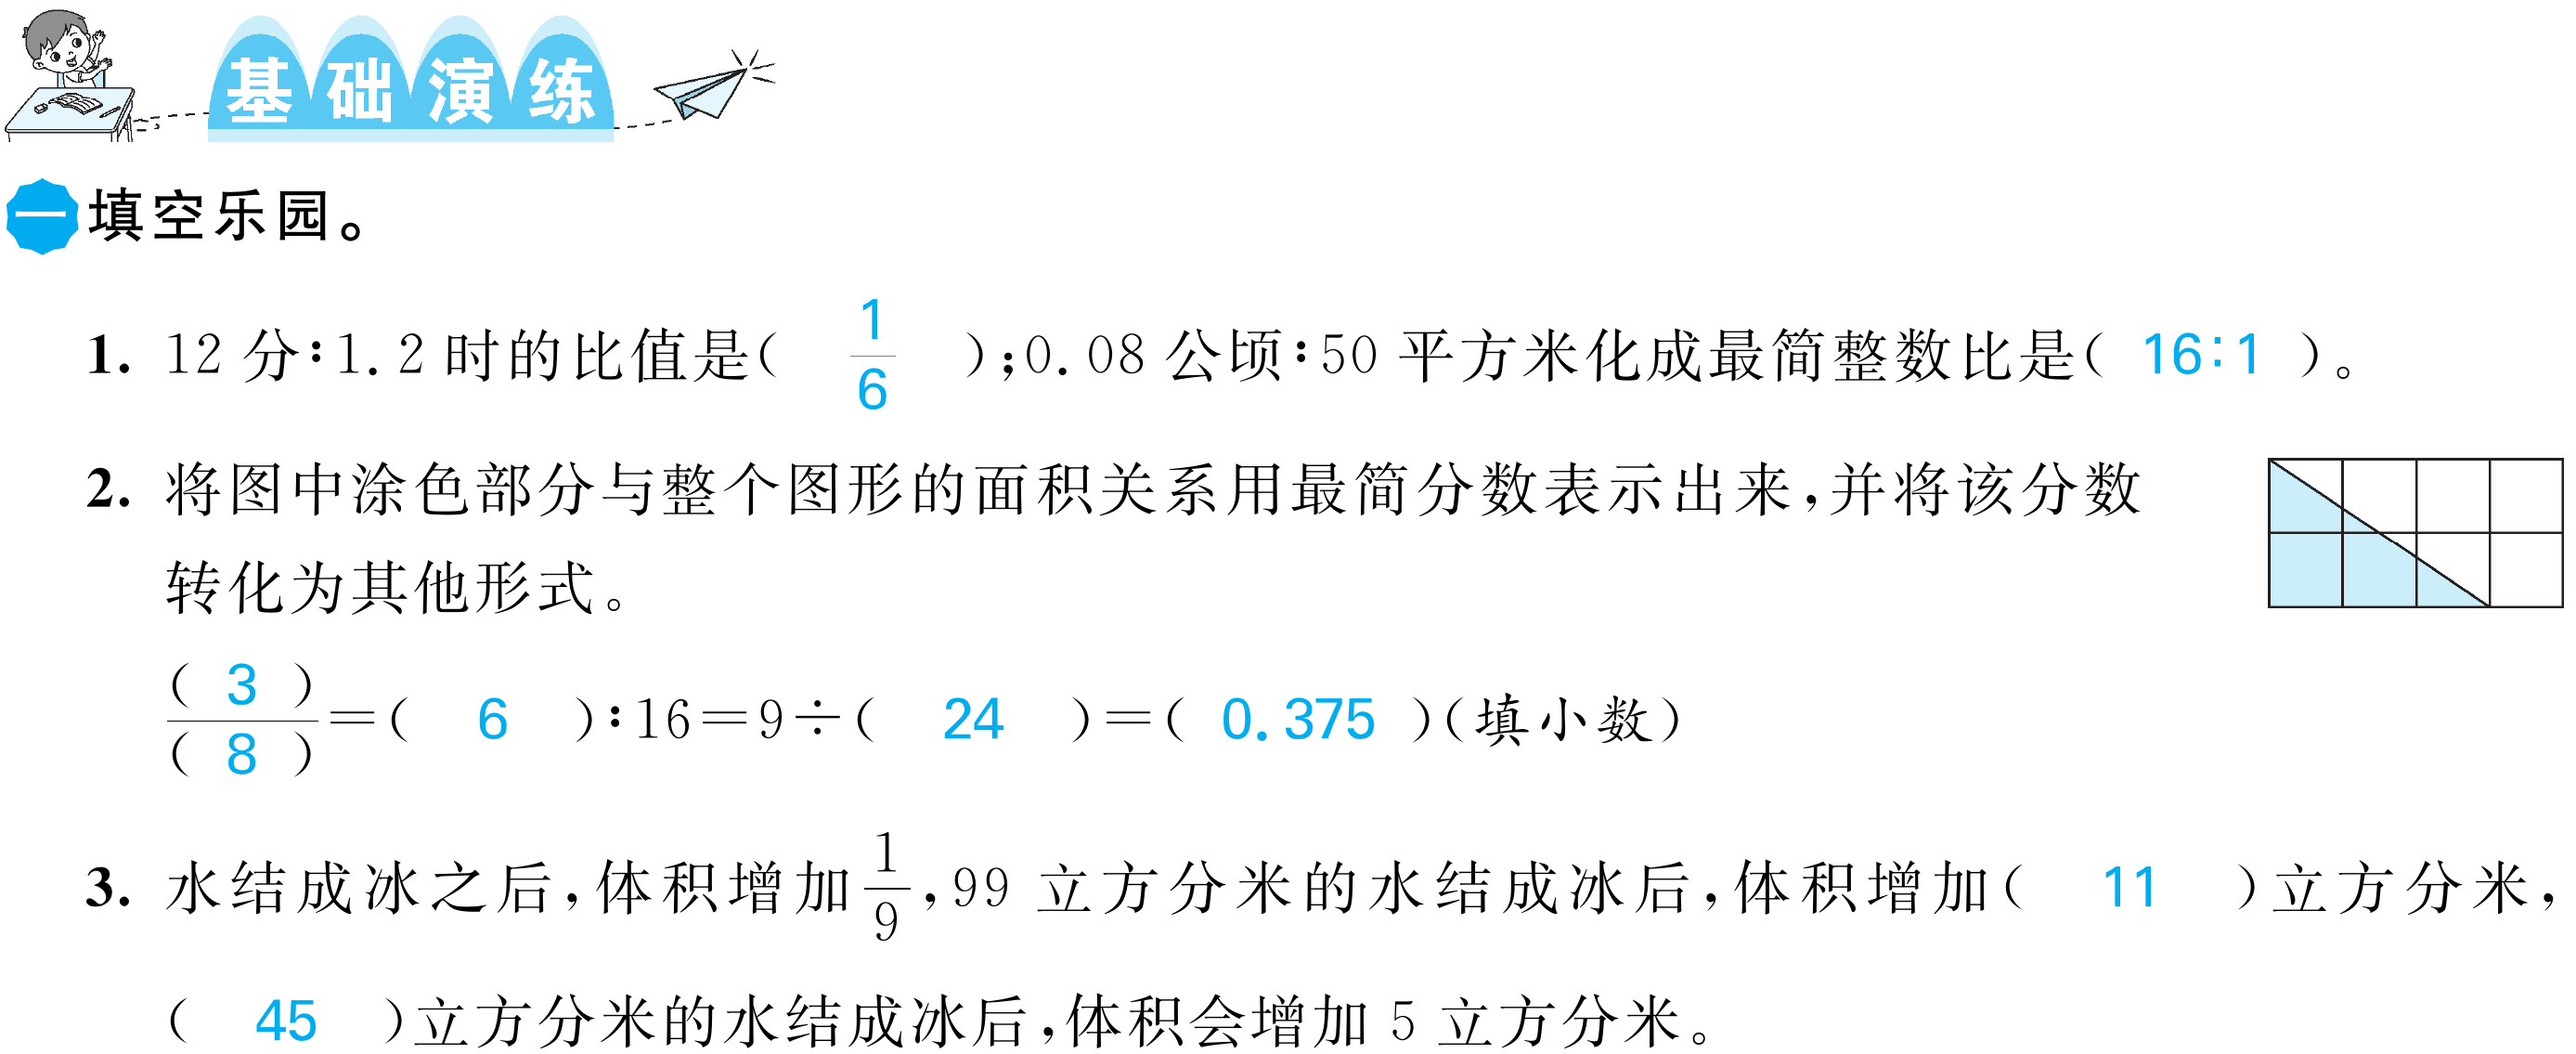 基础演练
一填空乐园。
1. 12分∶1.2时的比值是( 1/6 );0.08公顷∶50平方米化成最简整数比是( 16∶1 )。
2. 将图中涂色部分与整个图形的面积关系用最简分数表示出来,并将该分数
转化为其他形式。
( 3 )/( 8 )=( 6 )∶16=9÷( 24 )=( 0.375 )(填小数)
3. 水结成冰之后,体积增加1/9,99立方分米的水结成冰后,体积增加( 11 )立方分米,
( 45 )立方分米的水结成冰后,体积会增加5立方分米。